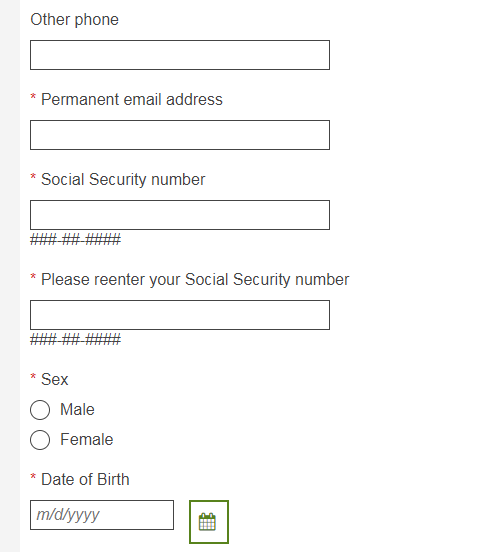 Other phone
* Permanent email address
* Social Security number
###-##-####
* Please reenter your Social Security number
###-##-####
* Sex
Male
Female
* Date of Birth
m/d/yyyy